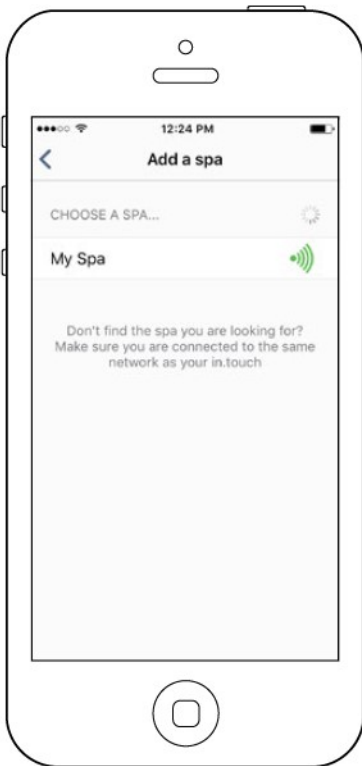 12:24 PM
Add a spa
CHOOSE A SPA...
My Spa
Don't find the spa you are looking for?
Make sure you are connected to the same
network as your in.touch